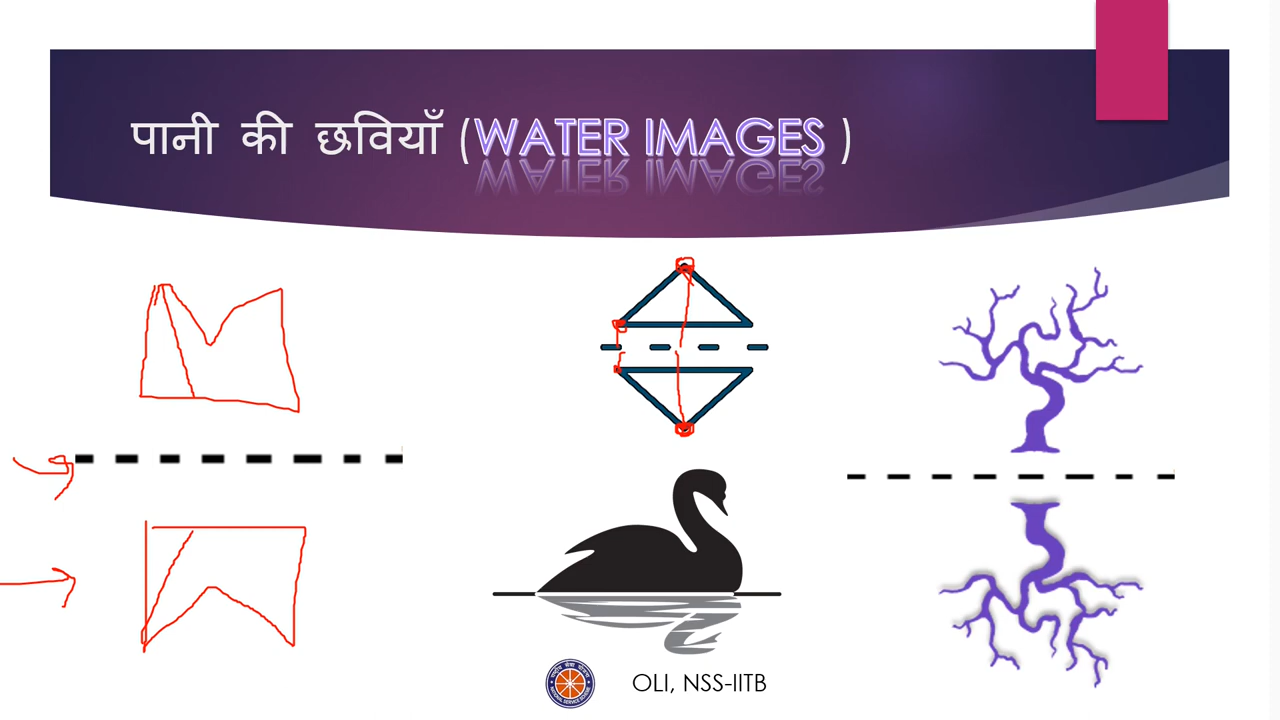 पानी की छवियाँ (WATER IMAGES )
OLI, NSS-IITB